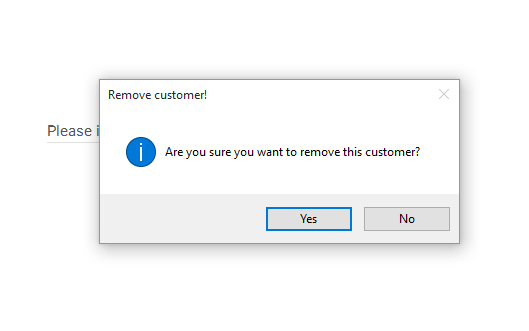 Remove customer!
Please i
Are you sure you want to remove this customer?
Yes
No